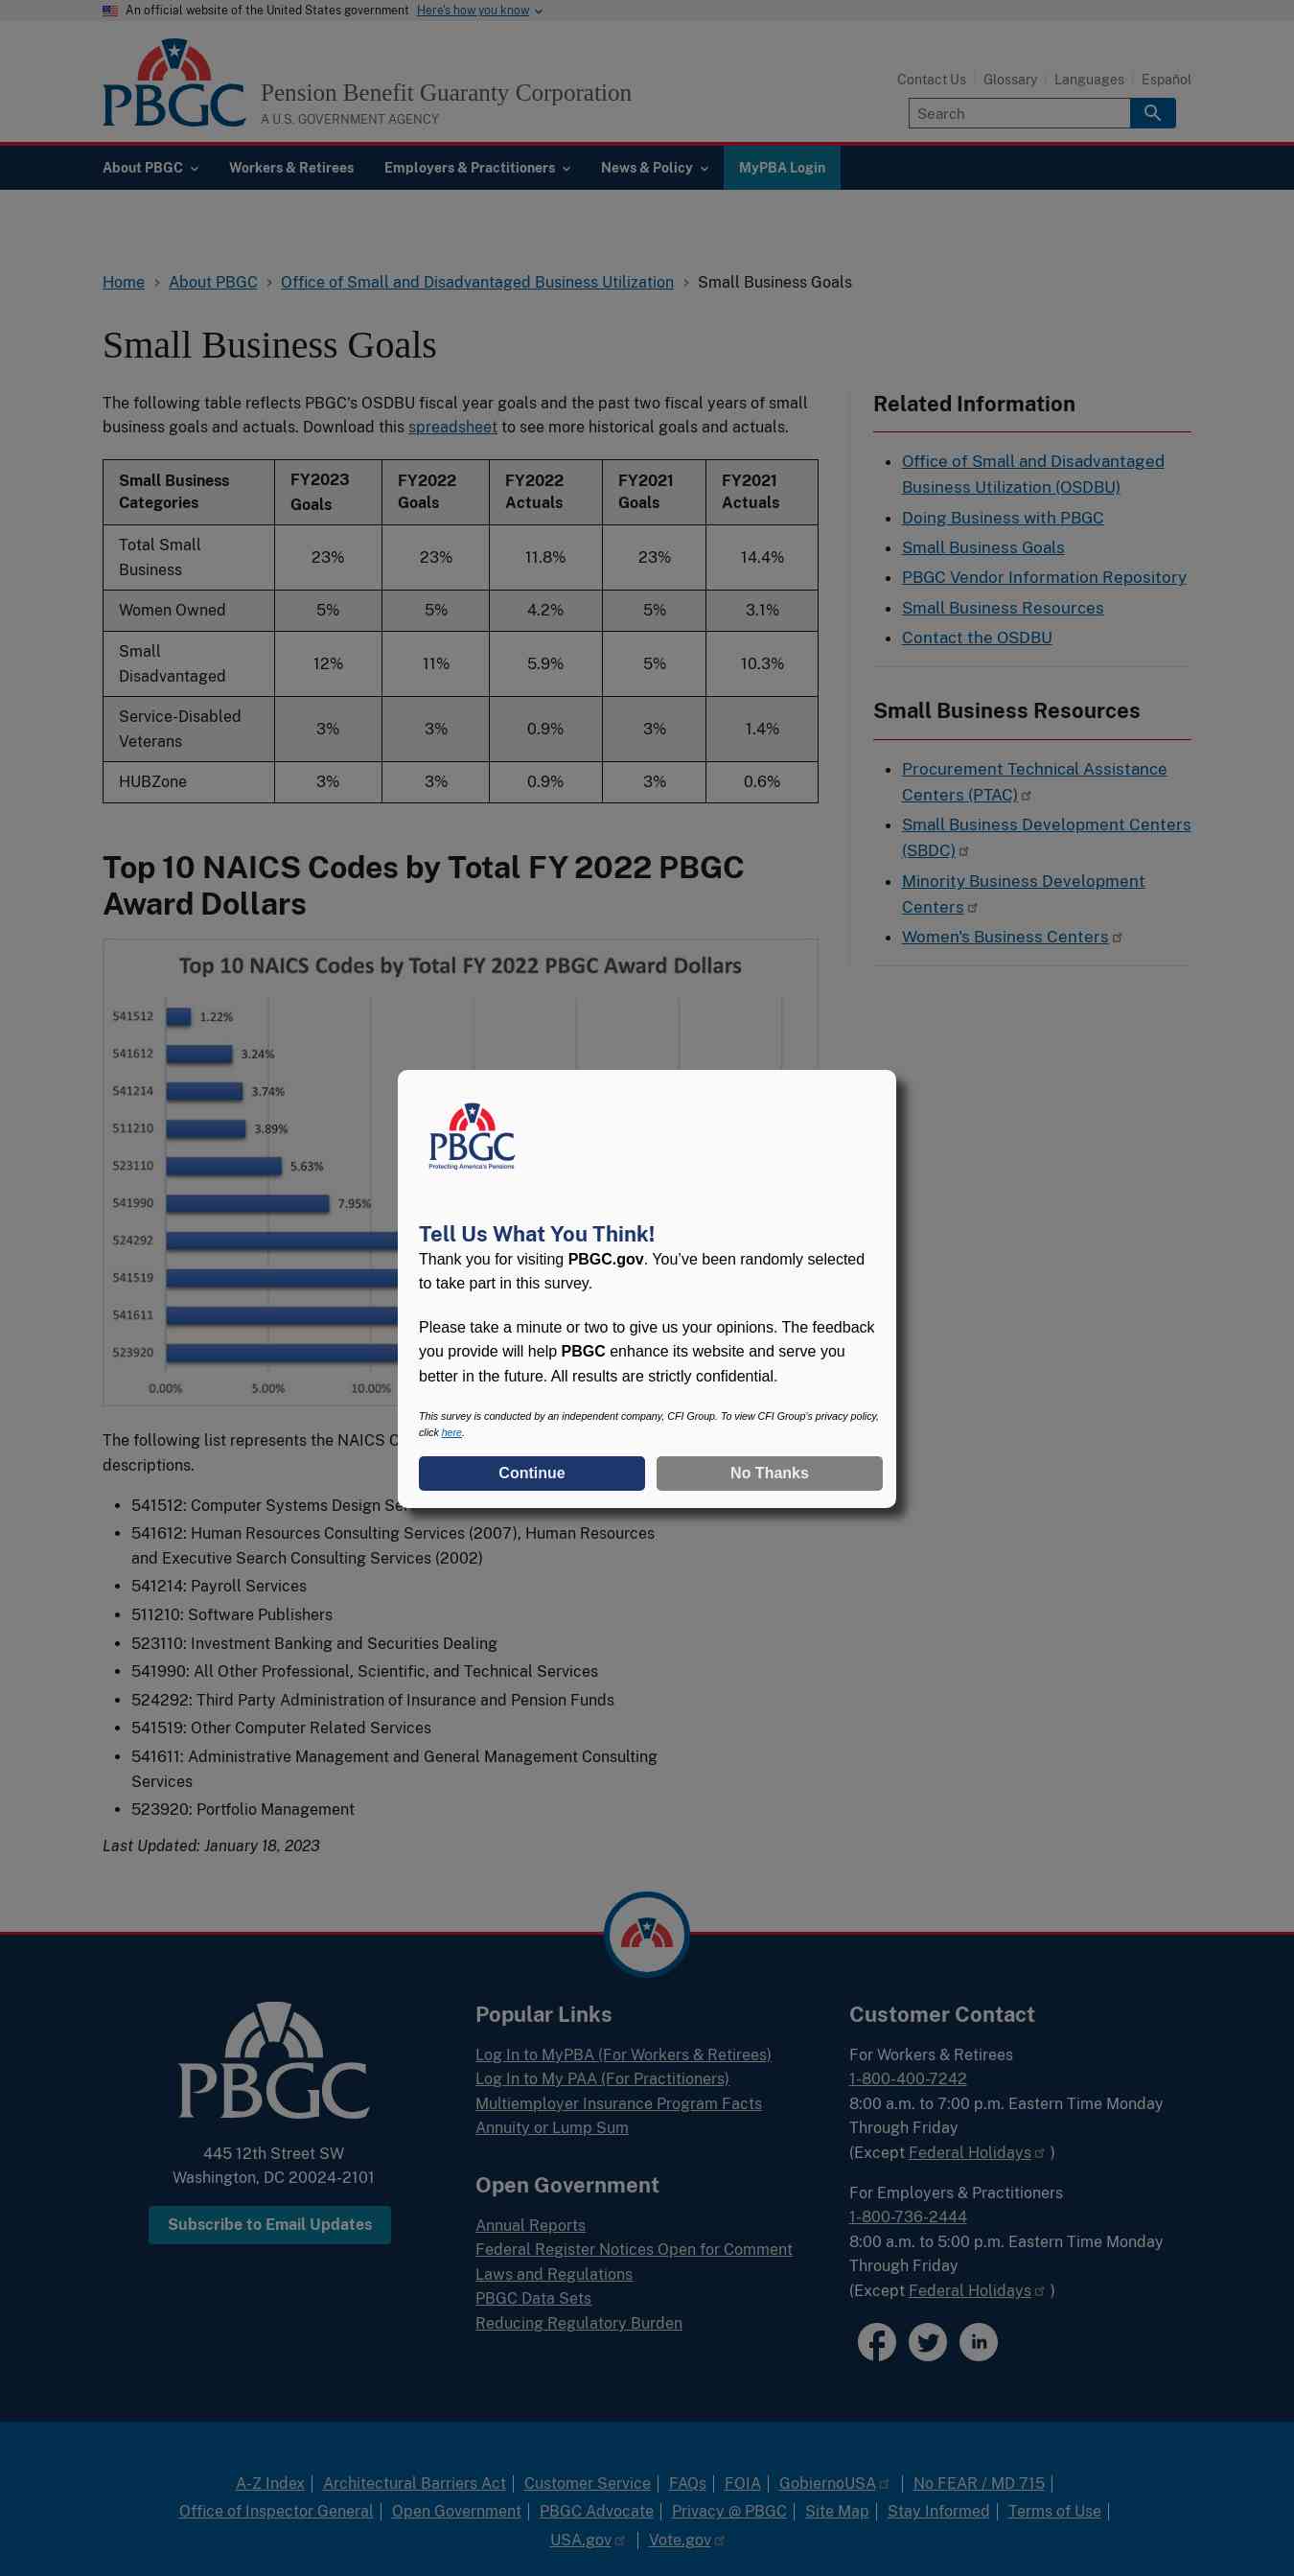 An official website of the United States government Here's how you know
PBGC
Pension Benefit Guaranty Corporation
A U.S. GOVERNMENT AGENCY
Contact Us Glossary Languages Español
Search
About PBGC Workers & Retirees Employers & Practitioners News & Policy MyPBA Login
Home About PBGC Office of Small and Disadvantaged Business Utilization Small Business Goals
Small Business Goals
The following table reflects PBGC's OSDBU fiscal year goals and the past two fiscal years of small
business goals and actuals. Download this spreadsheet to see more historical goals and actuals.
Small Business Categories FY2023 Goals FY2022 Goals FY2022 Actuals FY2021 Goals FY2021 Actuals
Total Small Business 23% 23% 11.8% 23% 14.4%
Women Owned 5% 5% 4.2% 5% 3.1%
Small Disadvantaged 12% 11% 5.9% 5% 10.3%
Service-Disabled Veterans 3% 3% 0.9% 3% 1.4%
HUBZone 3% 3% 0.9% 3% 0.6%
Related Information
Office of Small and Disadvantaged
Business Utilization (OSDBU)
Doing Business with PBGC
Small Business Goals
PBGC Vendor Information Repository
Small Business Resources
Contact the OSDBU
Small Business Resources
Procurement Technical Assistance
Centers (PTAC)
Small Business Development Centers
(SBDC)
Minority Business Development
Centers
Women's Business Centers
Top 10 NAICS Codes by Total FY 2022 PBGC
Award Dollars
Top 10 NAICS Codes by Total FY 2022 PBGC Award Dollars
541512 1.22%
541612 3.24%
541214 3.74%
511210 3.89%
523110 5.63%
541990 7.95%
524292
541519
541611
523920
0.00% 5.00% 10.00%
PBGC
Protecting America's Pensions
Tell Us What You Think!
Thank you for visiting PBGC.gov. You've been randomly selected
to take part in this survey.
Please take a minute or two to give us your opinions. The feedback
you provide will help PBGC enhance its website and serve you
better in the future. All results are strictly confidential.
This survey is conducted by an independent company, CFI Group. To view CFI Group's privacy policy,
click here.
Continue No Thanks
The following list represents the NAICS C
descriptions.
541512: Computer Systems Design Ser
541612: Human Resources Consulting Services (2007), Human Resources
and Executive Search Consulting Services (2002)
541214: Payroll Services
511210: Software Publishers
523110: Investment Banking and Securities Dealing
541990: All Other Professional, Scientific, and Technical Services
524292: Third Party Administration of Insurance and Pension Funds
541519: Other Computer Related Services
541611: Administrative Management and General Management Consulting
Services
523920: Portfolio Management
Last Updated: January 18, 2023
PBGC
445 12th Street SW
Washington, DC 20024-2101
Subscribe to Email Updates
Popular Links
Log In to MyPBA (For Workers & Retirees)
Log In to My PAA (For Practitioners)
Multiemployer Insurance Program Facts
Annuity or Lump Sum
Open Government
Annual Reports
Federal Register Notices Open for Comment
Laws and Regulations
PBGC Data Sets
Reducing Regulatory Burden
Customer Contact
For Workers & Retirees
1-800-400-7242
8:00 a.m. to 7:00 p.m. Eastern Time Monday
Through Friday
(Except Federal Holidays )
For Employers & Practitioners
1-800-736-2444
8:00 a.m. to 5:00 p.m. Eastern Time Monday
Through Friday
(Except Federal Holidays )
in
A-Z Index Architectural Barriers Act Customer Service FAQs FOIA GobiernoUSA No FEAR / MD 715
Office of Inspector General Open Government PBGC Advocate Privacy @ PBGC Site Map Stay Informed Terms of Use
USA.gov Vote.gov